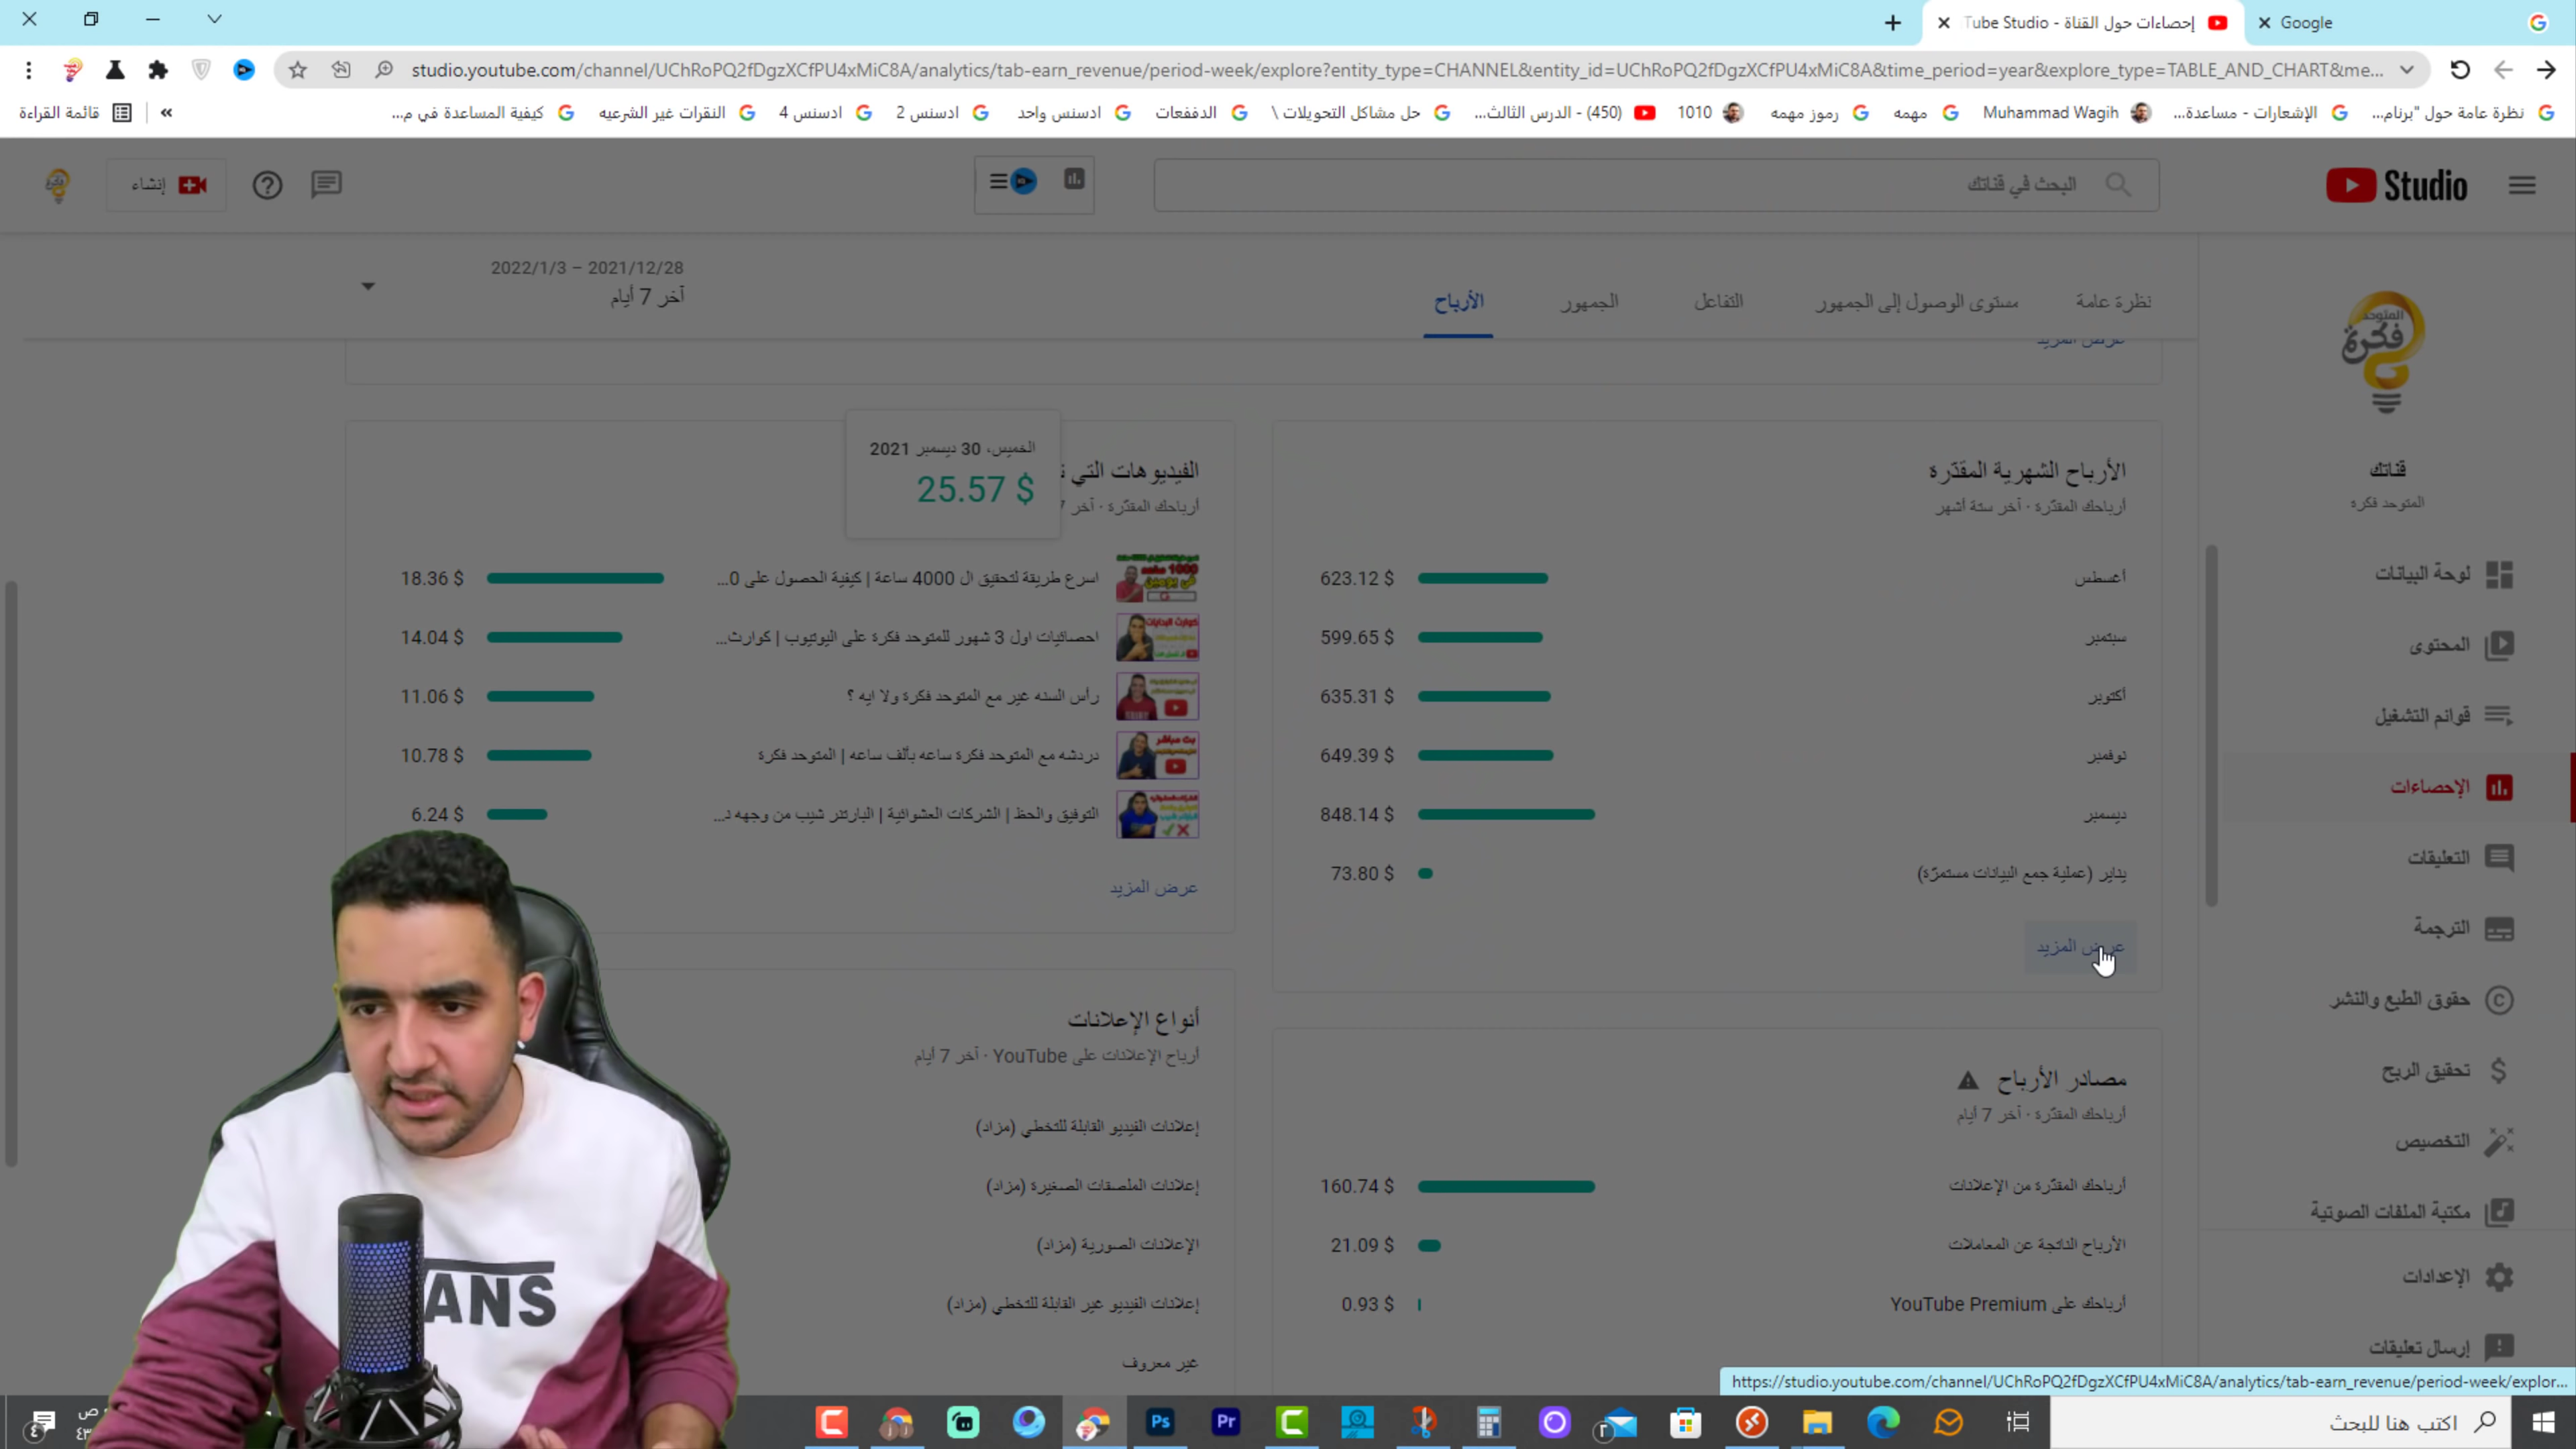 Google
إحصاءات حول القناة - Tube Studio
studio.youtube.com/channel/UChRoPQ2fDgzXCfPU4xMiC8A/analytics/tab-earn_revenue/period-week/explore?entity_type=CHANNEL&entity_id=UChRoPQ2fDgzXCfPU4xMiC8A&time_period=year&explore_type=TABLE_AND_CHART&me...
نظرة عامة حول "برنام...
الإشعارات - مساعدة...
Muhammad Wagih
مهمه
رموز مهمه
1010
(450) - الدرس الثالث...
حل مشاكل التحويلات \
الدفعات
ادسنس واحد
ادسنس 2
ادسنس 4
النقرات غير الشرعيه
كيفية المساعدة في م...
«
قائمة القراءة
Studio
البحث في قناتك
إنشاء
نظرة عامة
مستوى الوصول إلى الجمهور
التفاعل
الجمهور
الأرباح
2021/12/28 – 2022/1/3
آخر 7 أيام
عرض المزيد
المتوحد
فكرة
قناتك
المتوحد فكرة
لوحة البيانات
المحتوى
قوائم التشغيل
الإحصاءات
التعليقات
الترجمة
حقوق الطبع والنشر
تحقيق الربح
التخصيص
مكتبة الملفات الصوتية
الإعدادات
إرسال تعليقات
الأرباح الشهرية المقدّرة
أرباحك المقدّرة · آخر ستة أشهر
أغسطس 623.12 $
سبتمبر 599.65 $
أكتوبر 635.31 $
نوفمبر 649.39 $
ديسمبر 848.14 $
يناير (عملية جمع البيانات مستمرّة) 73.80 $
عرض المزيد
الخميس، 30 ديسمبر 2021
25.57 $
الفيديوهات التي
أرباحك المقدّرة · آخر 7
اسرع طريقة لتحقيق ال 4000 ساعة | كيفية الحصول على 0... 18.36 $
احصائيات اول 3 شهور للمتوحد فكرة على اليوتيوب | كوارث... 14.04 $
رأس السنه غير مع المتوحد فكرة ولا ايه ؟ 11.06 $
دردشه مع المتوحد فكرة ساعه بألف ساعه | المتوحد فكرة 10.78 $
التوفيق والحظ | الشركات العشوائية | البارتنر شيب من وجهه د... 6.24 $
عرض المزيد
مصادر الأرباح
أرباحك المقدّرة · آخر 7 أيام
أرباحك المقدّرة من الإعلانات 160.74 $
الأرباح الناتجة عن المعاملات 21.09 $
أرباحك على YouTube Premium 0.93 $
أنواع الإعلانات
أرباح الإعلانات على YouTube · آخر 7 أيام
إعلانات الفيديو القابلة للتخطي (مزاد)
إعلانات الملصقات الصغيرة (مزاد)
الإعلانات الصورية (مزاد)
إعلانات الفيديو غير القابلة للتخطي (مزاد)
غير معروف
ANS
https://studio.youtube.com/channel/UChRoPQ2fDgzXCfPU4xMiC8A/analytics/tab-earn_revenue/period-week/explor...
اكتب هنا للبحث
Pr
Ps
ص